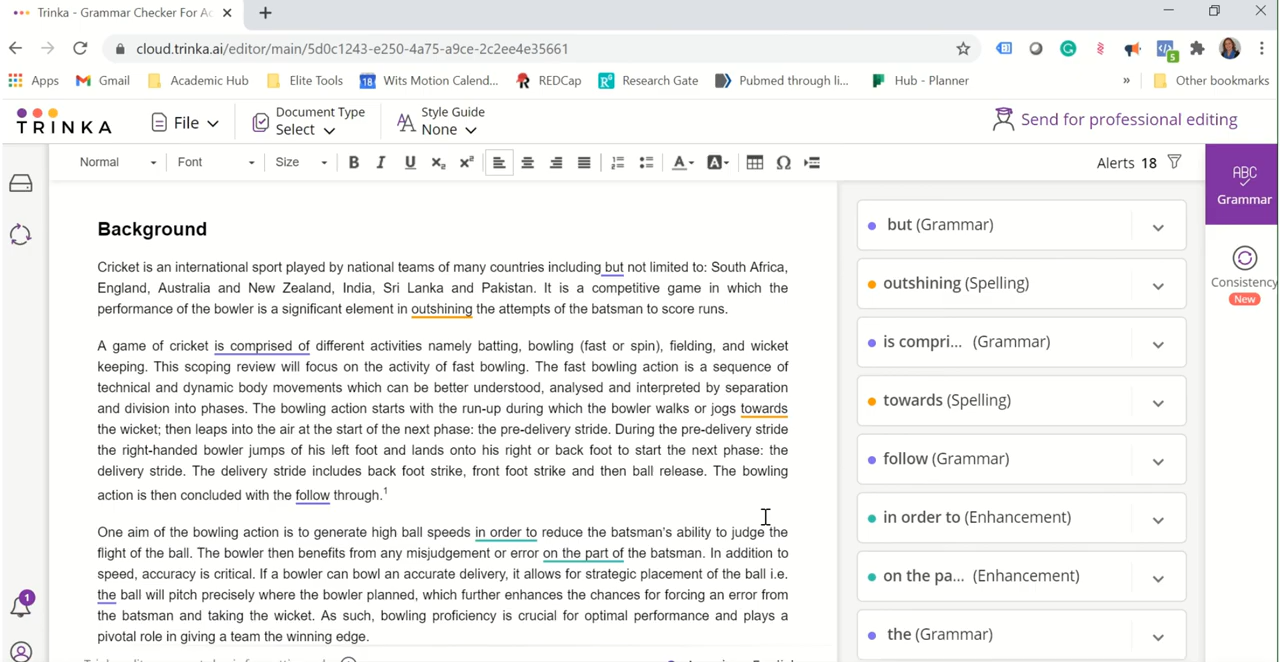 Trinka - Grammar Checker For Ac
cloud.trinka.ai/editor/main/5d0c1243-e250-4a75-a9ce-2c2ee4e35661
5
Apps Gmail Academic Hub Elite Tools 18 Wits Motion Calend... REDCap Research Gate Pubmed through li... Hub - Planner » Other bookmarks
TRINKA
File
Document Type
Select
Style Guide
None
Send for professional editing
Normal Font Size B I U X₂ X² A A Ω
Alerts 18
ABC
Grammar
Consistency
New
Background
Cricket is an international sport played by national teams of many countries including but not limited to: South Africa,
England, Australia and New Zealand, India, Sri Lanka and Pakistan. It is a competitive game in which the
performance of the bowler is a significant element in outshining the attempts of the batsman to score runs.
A game of cricket is comprised of different activities namely batting, bowling (fast or spin), fielding, and wicket
keeping. This scoping review will focus on the activity of fast bowling. The fast bowling action is a sequence of
technical and dynamic body movements which can be better understood, analysed and interpreted by separation
and division into phases. The bowling action starts with the run-up during which the bowler walks or jogs towards
the wicket; then leaps into the air at the start of the next phase: the pre-delivery stride. During the pre-delivery stride
the right-handed bowler jumps of his left foot and lands onto his right or back foot to start the next phase: the
delivery stride. The delivery stride includes back foot strike, front foot strike and then ball release. The bowling
action is then concluded with the follow through.¹
One aim of the bowling action is to generate high ball speeds in order to reduce the batsman's ability to judge the
flight of the ball. The bowler then benefits from any misjudgement or error on the part of the batsman. In addition to
speed, accuracy is critical. If a bowler can bowl an accurate delivery, it allows for strategic placement of the ball i.e.
the ball will pitch precisely where the bowler planned, which further enhances the chances for forcing an error from
the batsman and taking the wicket. As such, bowling proficiency is crucial for optimal performance and plays a
pivotal role in giving a team the winning edge.
but (Grammar)
outshining (Spelling)
is compri... (Grammar)
towards (Spelling)
follow (Grammar)
in order to (Enhancement)
on the pa... (Enhancement)
the (Grammar)
1